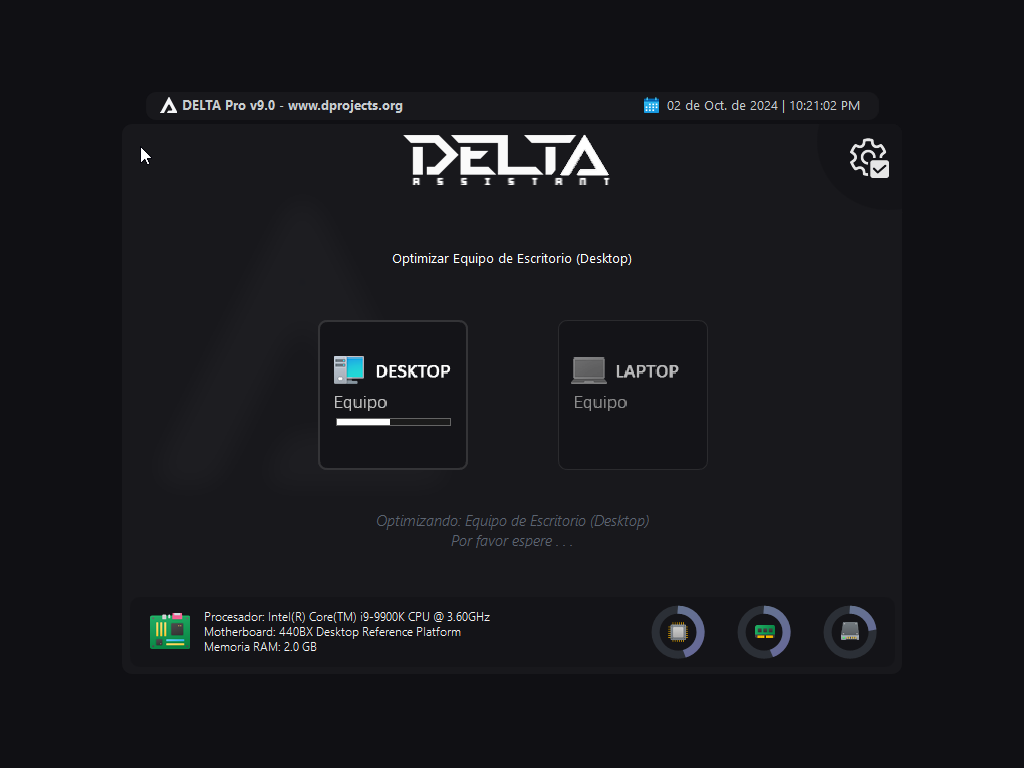 DELTA Pro v9.0 - www.dprojects.org
02 de Oct. de 2024 | 10:21:02 PM
DELTA
ASSISTANT
Optimizar Equipo de Escritorio (Desktop)
DESKTOP
Equipo
LAPTOP
Equipo
Optimizando: Equipo de Escritorio (Desktop)
Por favor espere . . .
Procesador: Intel(R) Core(TM) i9-9900K CPU @ 3.60GHz
Motherboard: 440BX Desktop Reference Platform
Memoria RAM: 2.0 GB